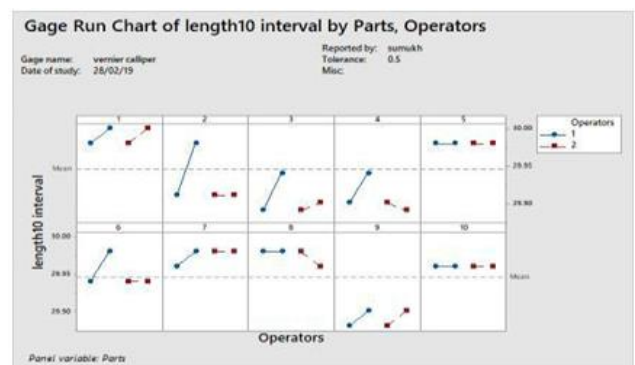 Gage Run Chart of length10 interval by Parts, Operators
Gage name: vernier calliper
Date of study: 28/02/19
Reported by: sumukh
Tolerance: 0.5
Misc:
1 2 3 4 5
30.00
29.95
29.90
Mean
Operators
1
2
length10 interval
6 7 8 9 10
30.00
29.95
29.90
Mean
Operators
Panel variable: Parts